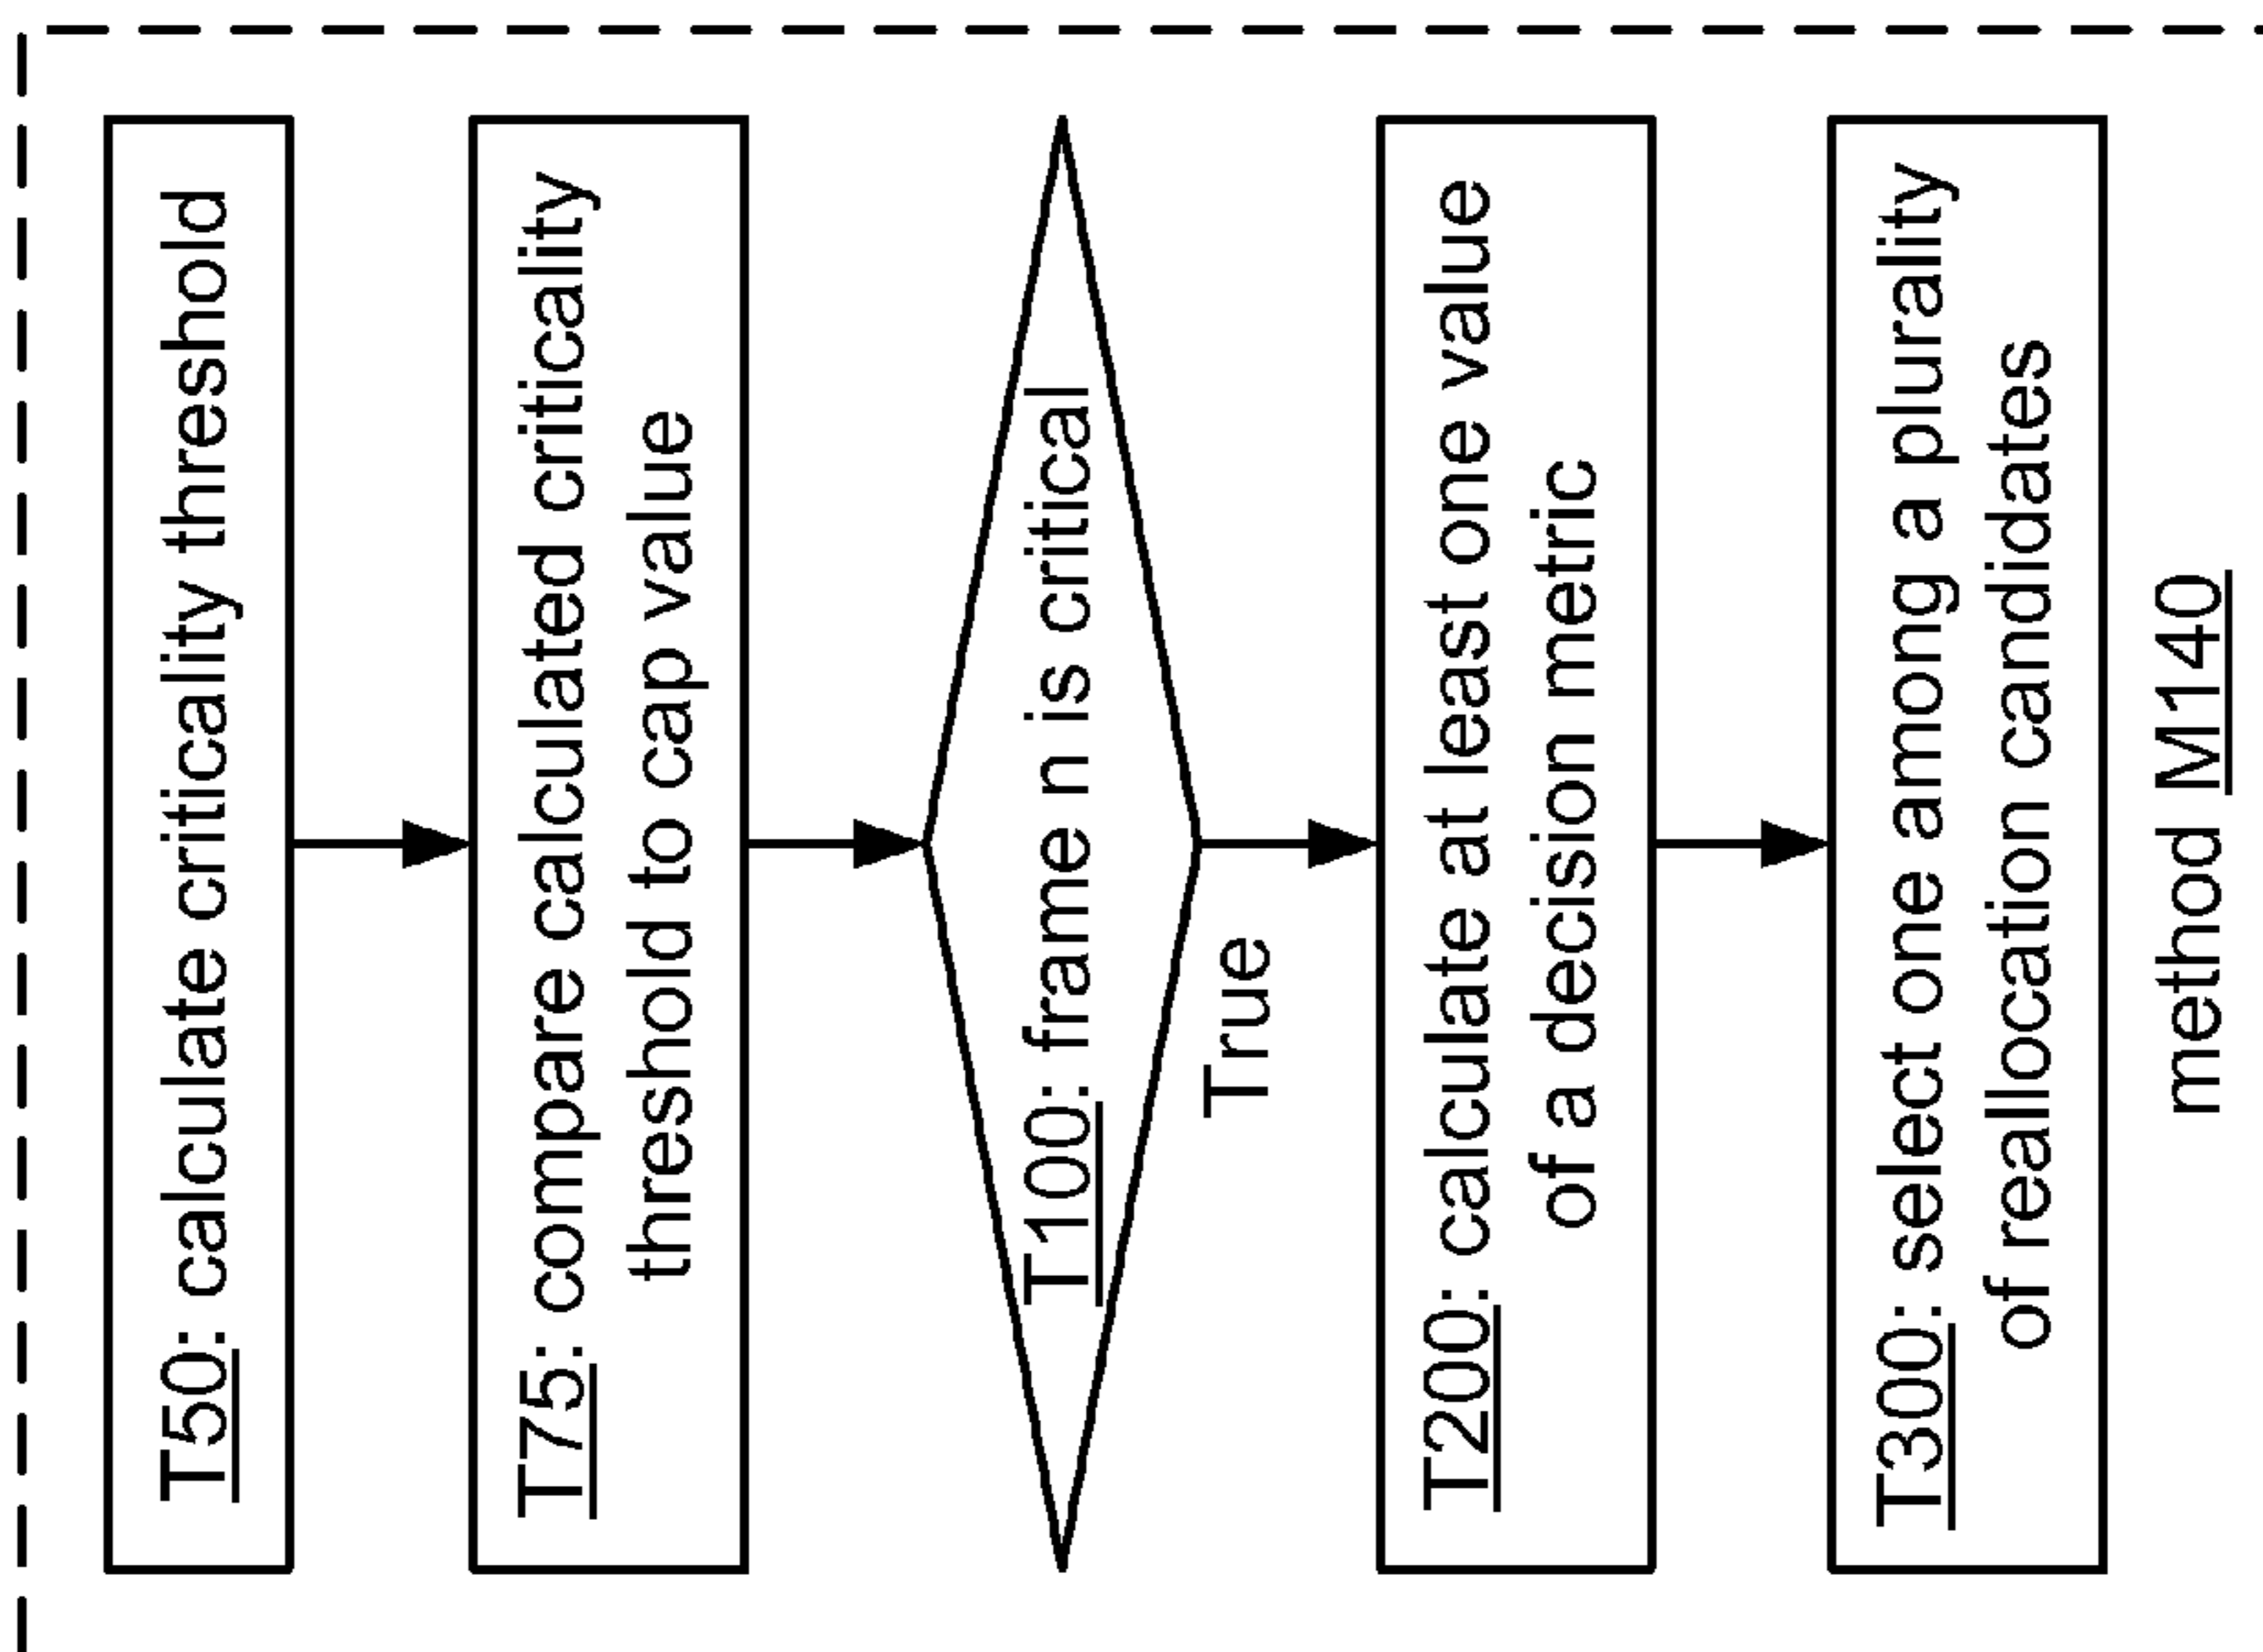 T50: calculate criticality threshold
T75: compare calculated criticality
threshold to cap value
T100: frame n is critical
True
T200: calculate at least one value
of a decision metric
T300: select one among a plurality
of reallocation candidates
method M140